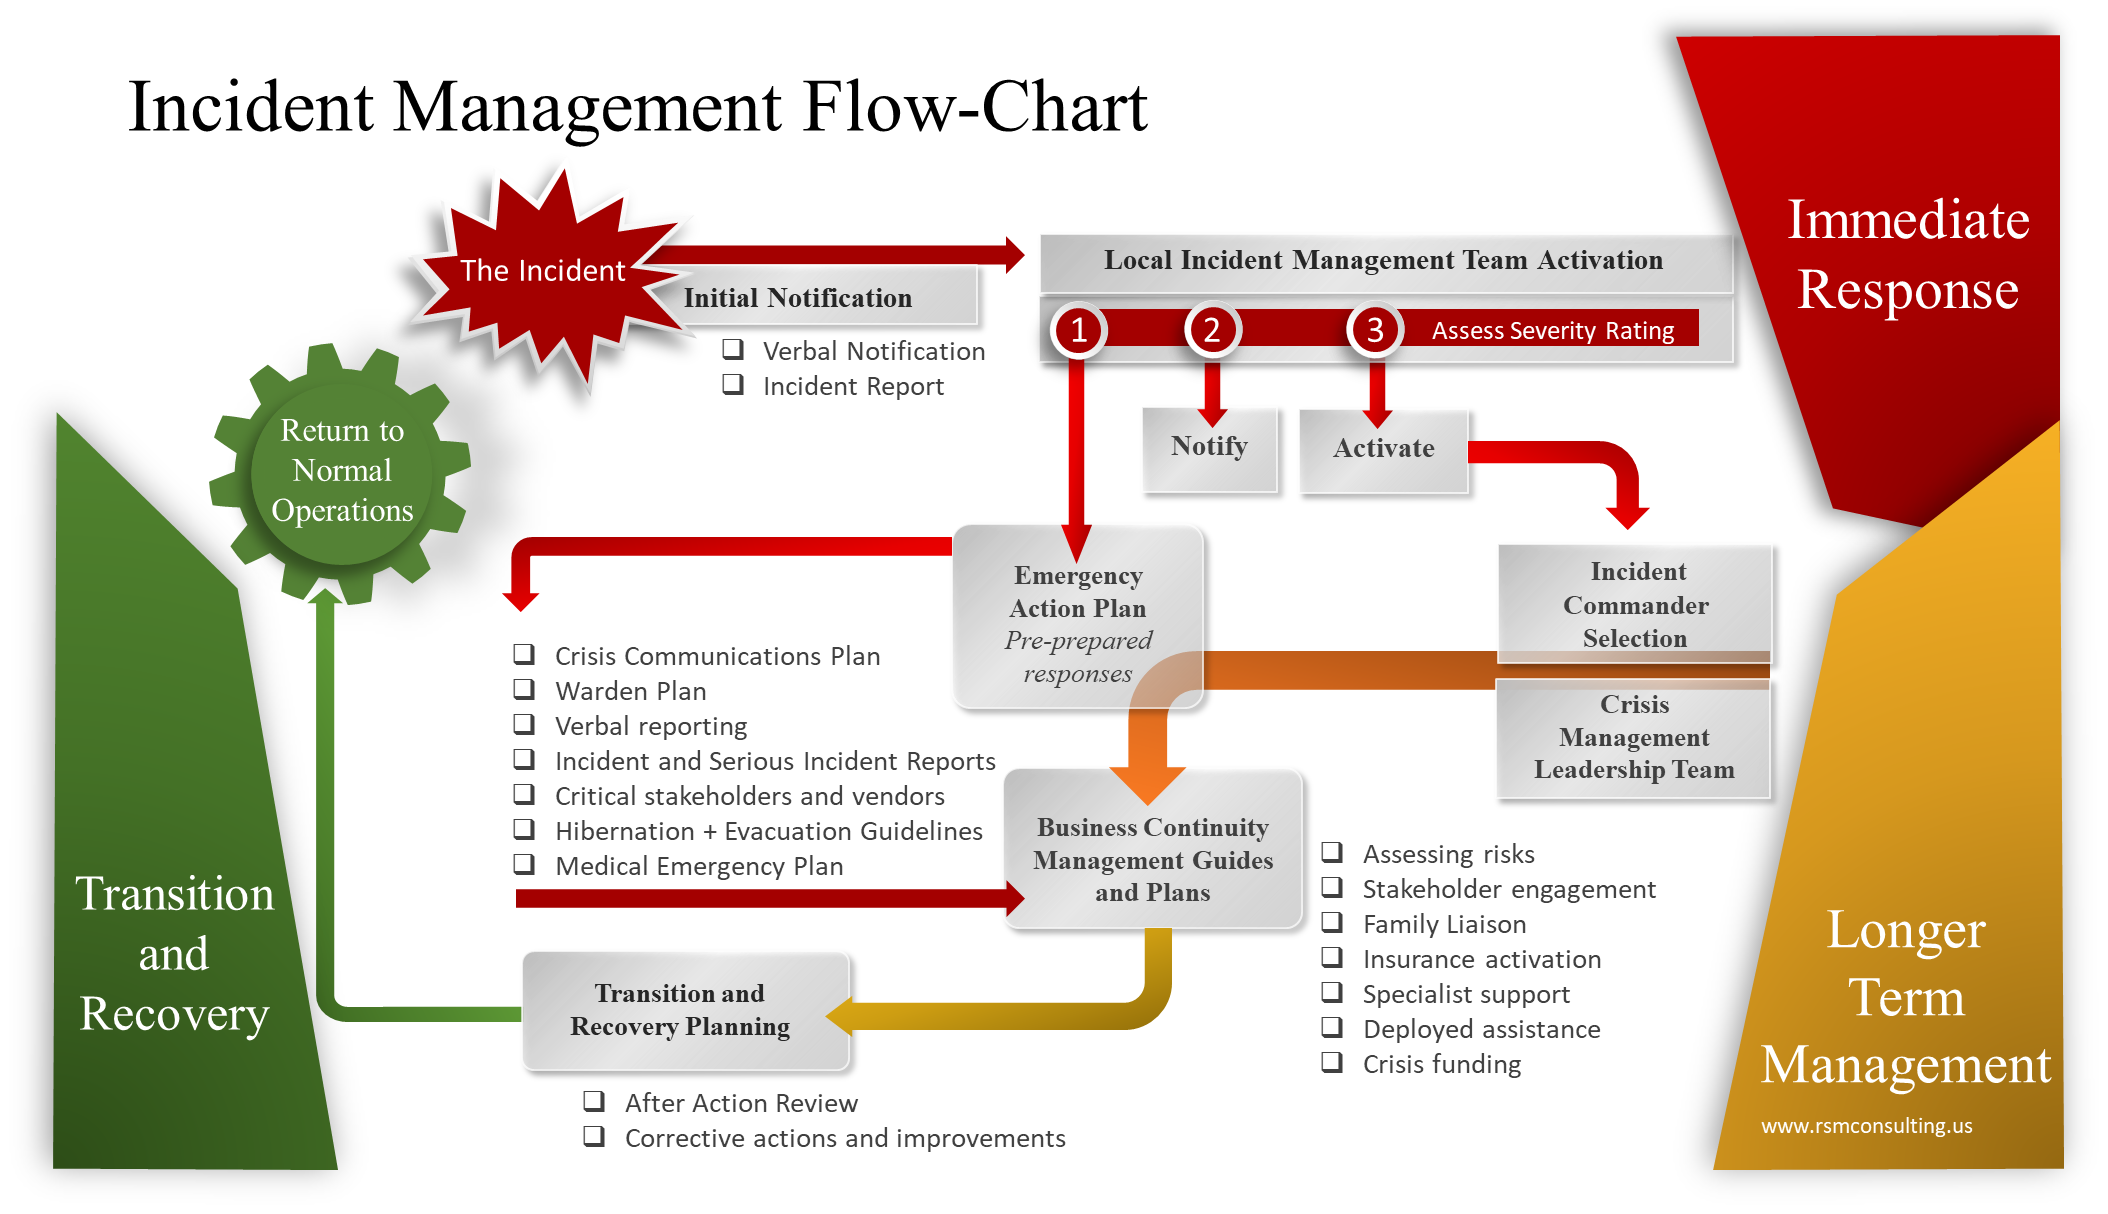 Incident Management Flow-Chart
The Incident
Initial Notification
❑ Verbal Notification
❑ Incident Report
Local Incident Management Team Activation
1 2 3 Assess Severity Rating
Notify
Activate
Immediate
Response
Return to
Normal
Operations
Emergency
Action Plan
Pre-prepared
responses
Incident
Commander
Selection
Crisis
Management
Leadership Team
❑ Crisis Communications Plan
❑ Warden Plan
❑ Verbal reporting
❑ Incident and Serious Incident Reports
❑ Critical stakeholders and vendors
❑ Hibernation + Evacuation Guidelines
❑ Medical Emergency Plan
Business Continuity
Management Guides
and Plans
❑ Assessing risks
❑ Stakeholder engagement
❑ Family Liaison
❑ Insurance activation
❑ Specialist support
❑ Deployed assistance
❑ Crisis funding
Longer
Term
Management
www.rsmconsulting.us
Transition and
Recovery Planning
❑ After Action Review
❑ Corrective actions and improvements
Transition
and
Recovery